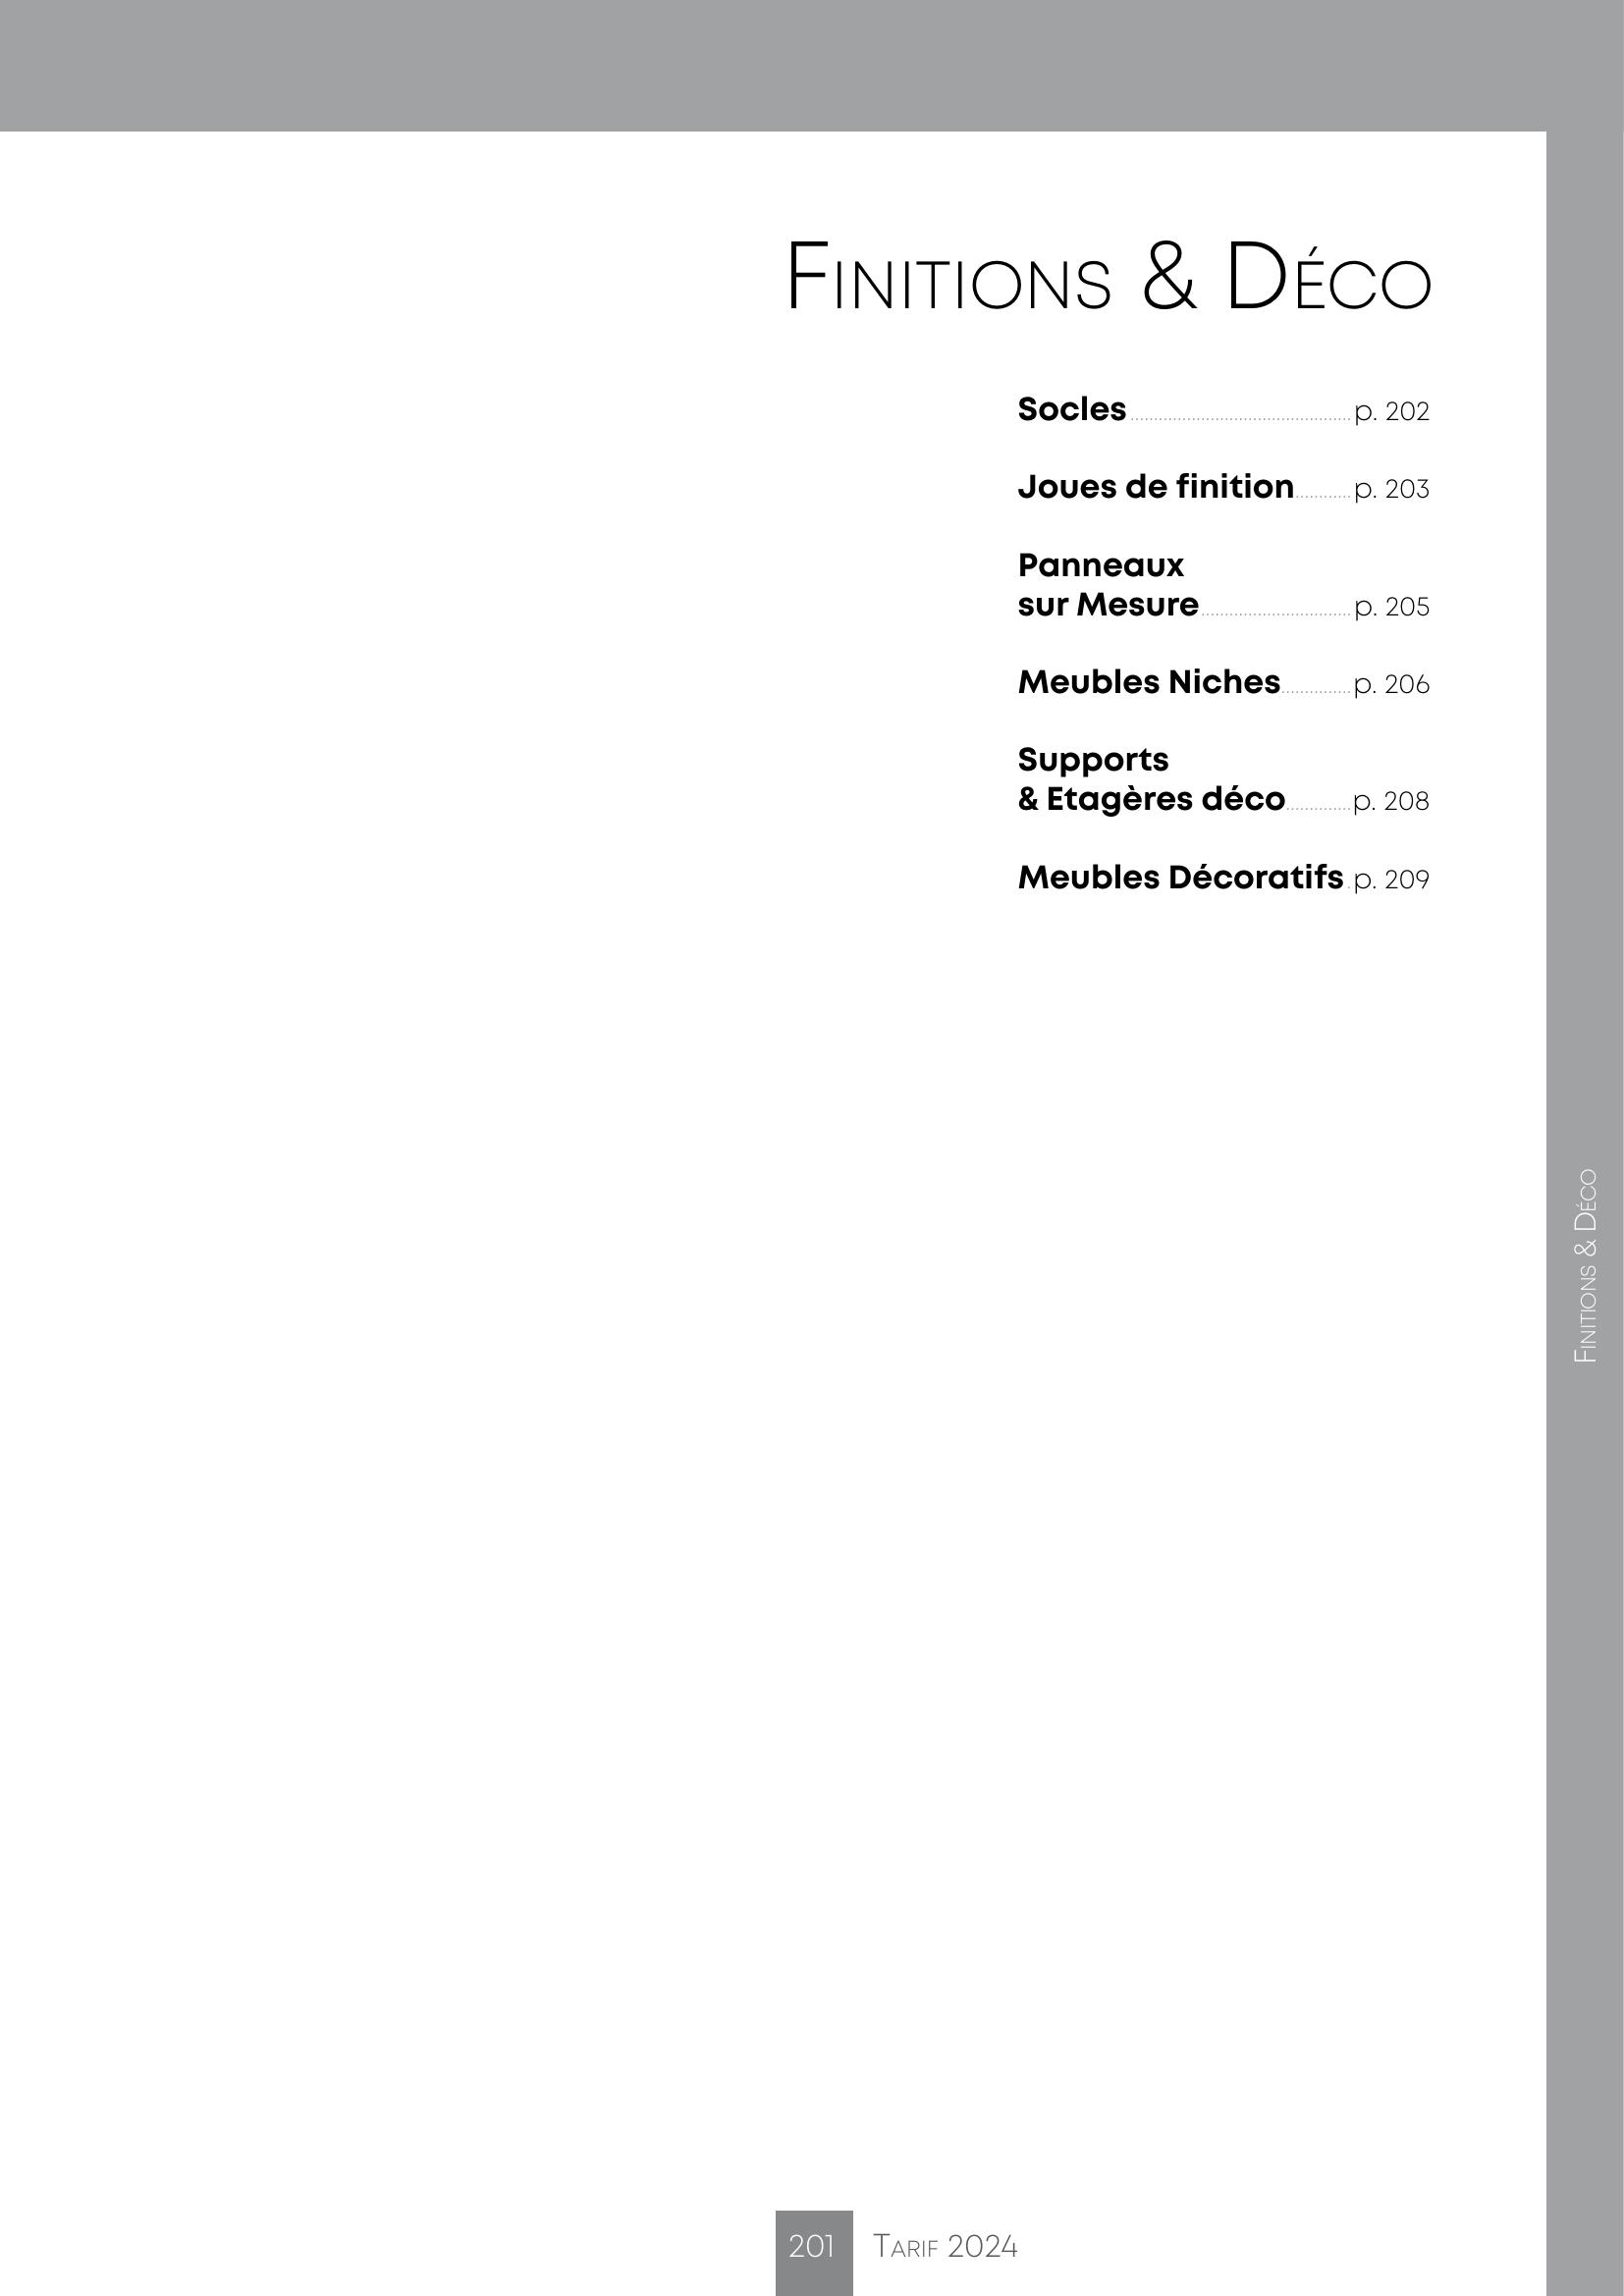 Finitions & Déco
Socles p. 202
Joues de finition p. 203
Panneaux
sur Mesure p. 205
Meubles Niches p. 206
Supports
& Etagères déco p. 208
Meubles Décoratifs p. 209
Finitions & Déco
201 Tarif 2024